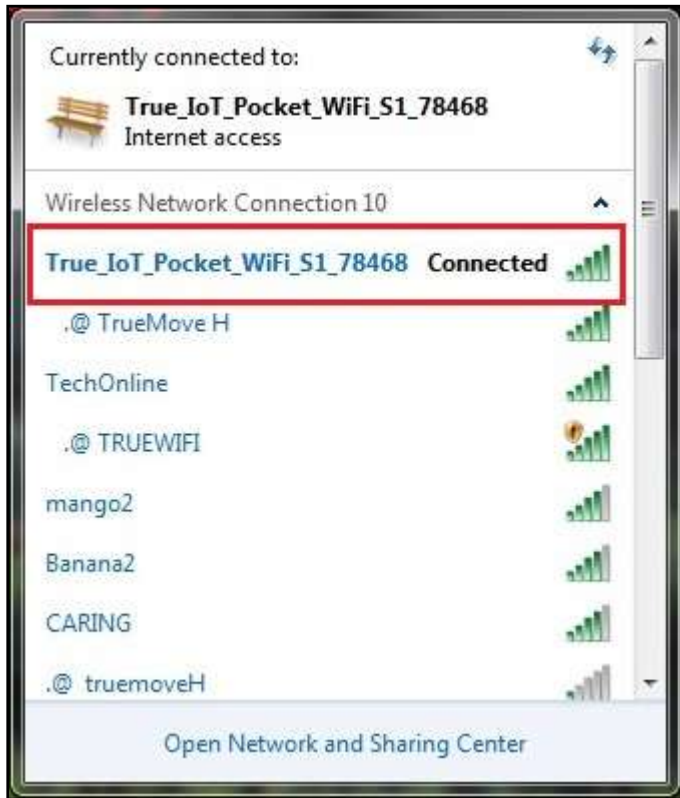 Currently connected to:
True_IoT_Pocket_WiFi_S1_78468
Internet access
Wireless Network Connection 10
True_IoT_Pocket_WiFi_S1_78468 Connected
.@ TrueMove H
TechOnline
.@ TRUEWIFI
mango2
Banana2
CARING
.@ truemoveH
Open Network and Sharing Center